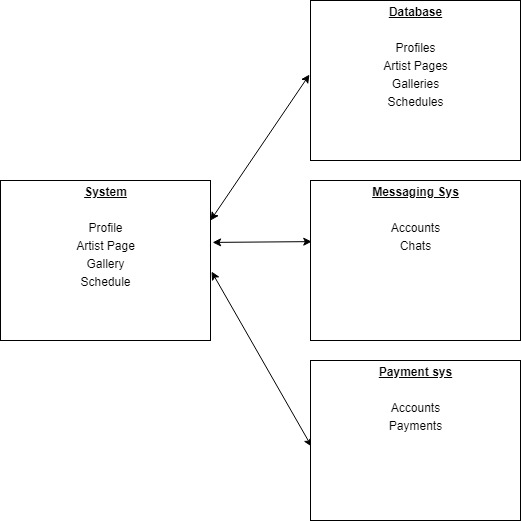 Database
Profiles
Artist Pages
Galleries
Schedules
System
Profile
Artist Page
Gallery
Schedule
Messaging Sys
Accounts
Chats
Payment sys
Accounts
Payments